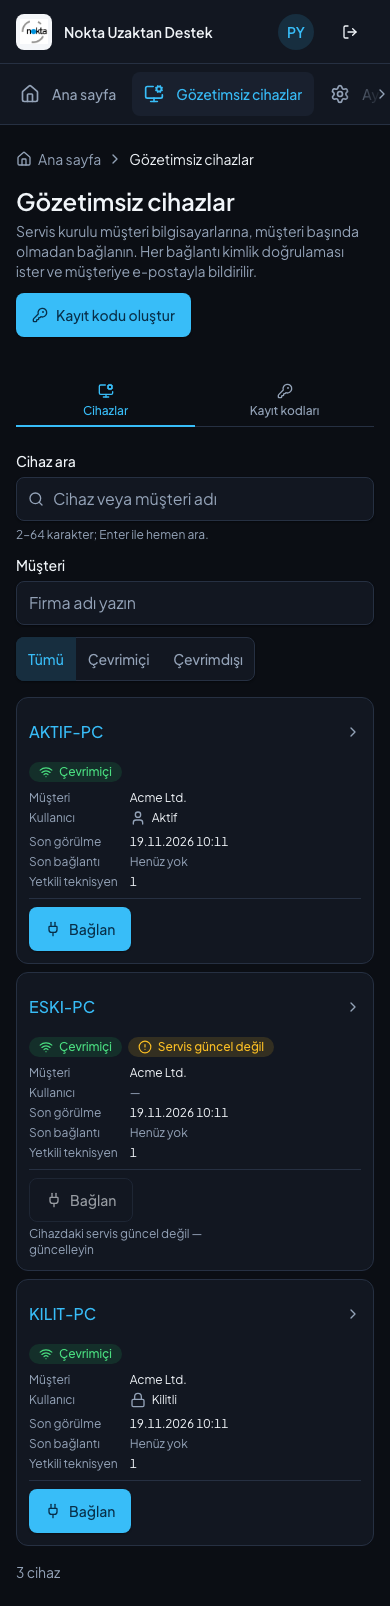 nokta
Nokta Uzaktan Destek
PY
Ana sayfa
Gözetimsiz cihazlar
Ana sayfa
Gözetimsiz cihazlar
Gözetimsiz cihazlar
Servis kurulu müşteri bilgisayarlarına, müşteri başında
olmadan bağlanın. Her bağlantı kimlik doğrulaması
ister ve müşteriye e-postayla bildirilir.
Kayıt kodu oluştur
Cihazlar
Kayıt kodları
Cihaz ara
Cihaz veya müşteri adı
2–64 karakter; Enter ile hemen ara.
Müşteri
Firma adı yazın
Tümü
Çevrimiçi
Çevrimdışı
AKTIF-PC
Çevrimiçi
Müşteri Acme Ltd.
Kullanıcı Aktif
Son görülme 19.11.2026 10:11
Son bağlantı Henüz yok
Yetkili teknisyen 1
Bağlan
ESKI-PC
Çevrimiçi Servis güncel değil
Müşteri Acme Ltd.
Kullanıcı —
Son görülme 19.11.2026 10:11
Son bağlantı Henüz yok
Yetkili teknisyen 1
Bağlan
Cihazdaki servis güncel değil —
güncelleyin
KILIT-PC
Çevrimiçi
Müşteri Acme Ltd.
Kullanıcı Kilitli
Son görülme 19.11.2026 10:11
Son bağlantı Henüz yok
Yetkili teknisyen 1
Bağlan
3 cihaz